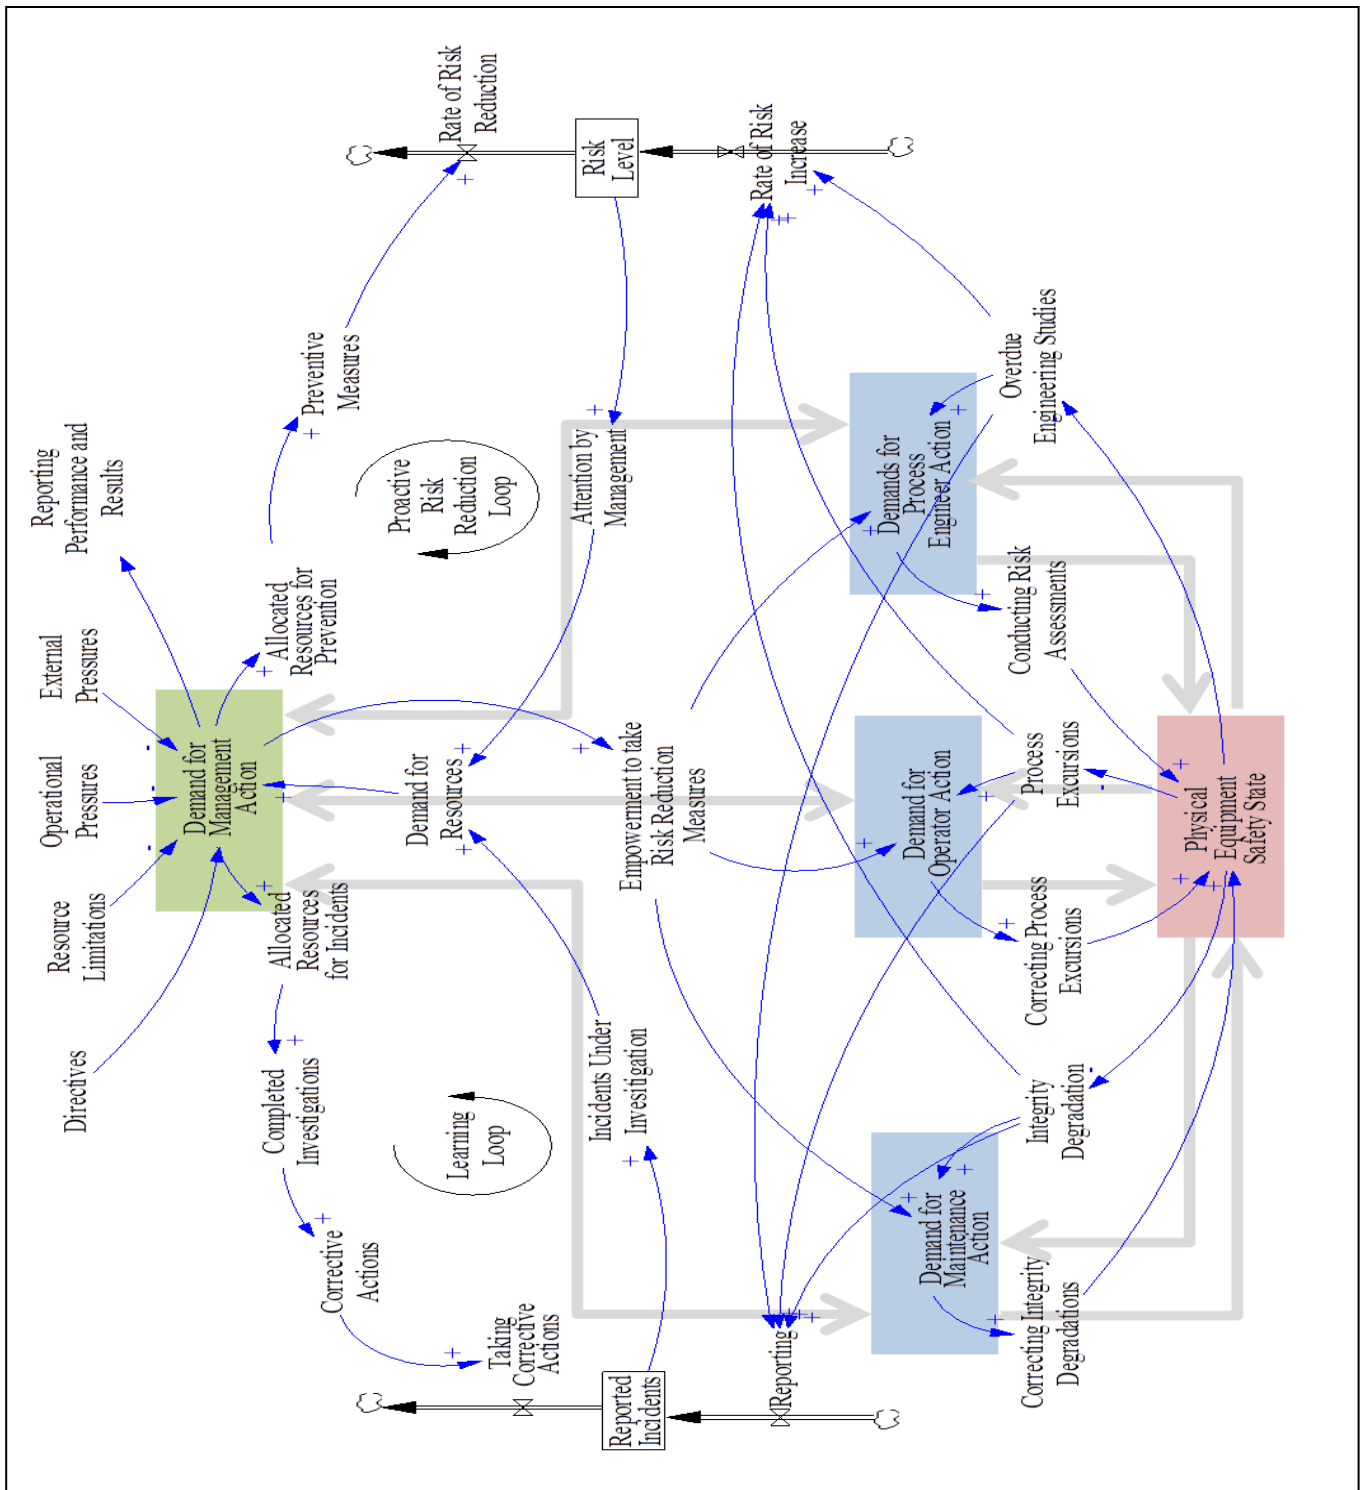 Directives
Resource
Limitations
Operational
Pressures
External
Pressures
Reporting
Performance and
Results
Demand for
Management
Action
Allocated
Resources
for Incidents
Allocated
Resources for
Prevention
Completed
Investigations
Corrective
Actions
Taking
Corrective
Actions
Preventive
Measures
Rate of Risk
Reduction
Learning
Loop
Proactive
Risk
Reduction
Loop
Demand for
Resources
Attention by
Management
Incidents Under
Investigation
Reported
Incidents
Risk
Level
Empowerment to take
Risk Reduction
Measures
Reporting
Rate of Risk
Increase
Demand for
Maintenance
Action
Demand for
Operator Action
Demands for
Process
Engineer Action
Correcting Integrity
Degradations
Integrity
Degradation
Correcting Process
Excursions
Process
Excursions
Conducting Risk
Assessments
Overdue
Engineering Studies
Physical
Equipment
Safety State